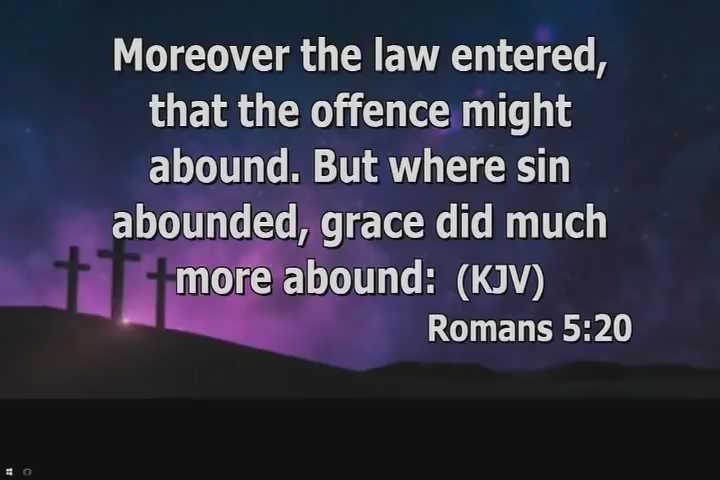 Moreover the law entered,
that the offence might
abound. But where sin
abounded, grace did much
more abound: (KJV)
Romans 5:20